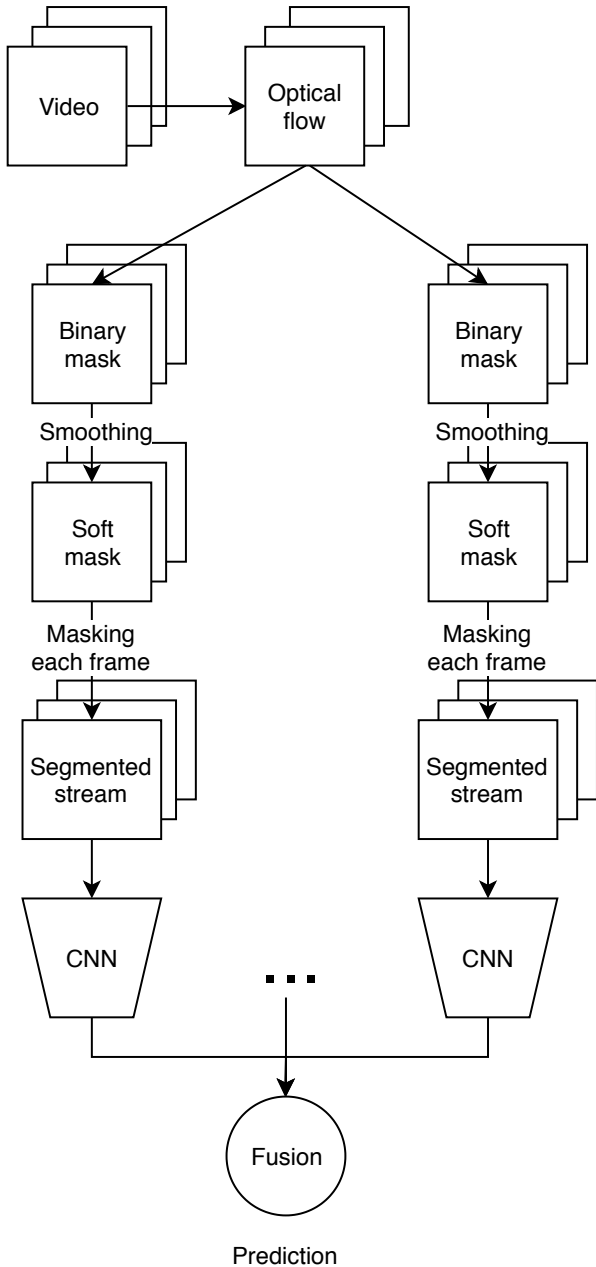 Video
Optical
flow
Binary
mask
Binary
mask
Smoothing
Smoothing
Soft
mask
Soft
mask
Masking
each frame
Masking
each frame
Segmented
stream
Segmented
stream
CNN
...
CNN
Fusion
Prediction